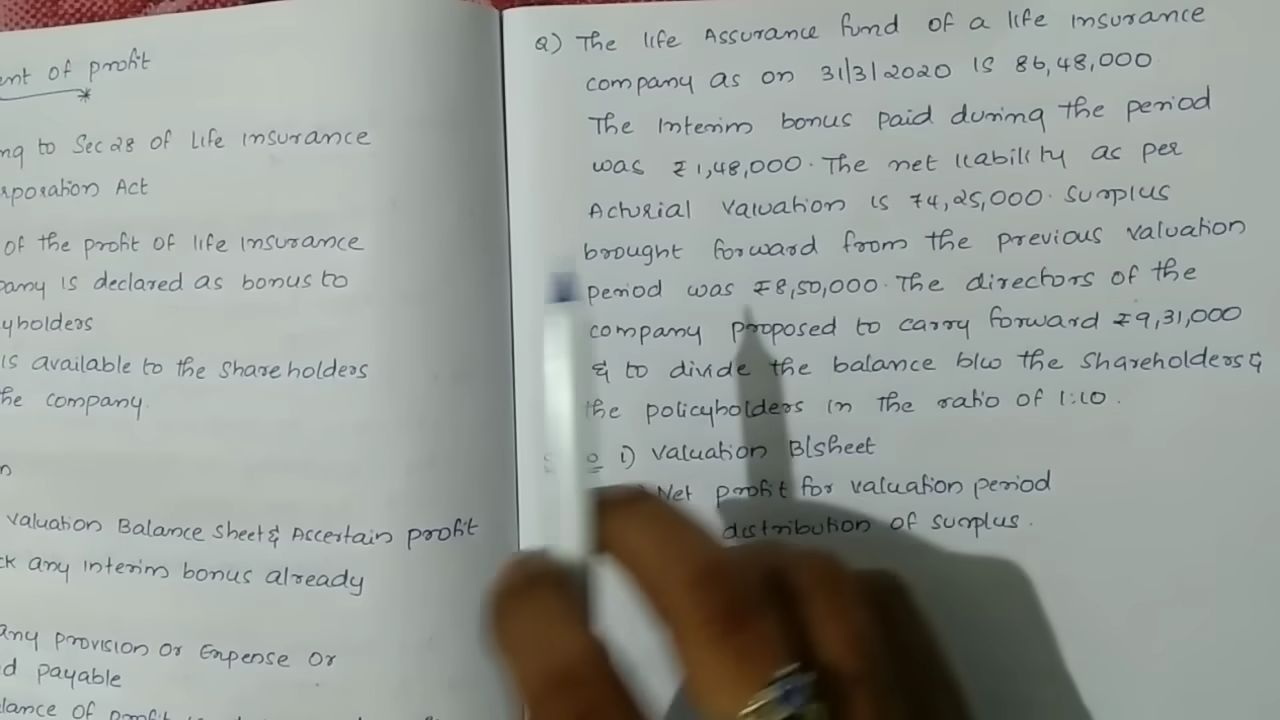 ent of profit
ng to Sec 28 of Life insurance
rporation Act
of the profit of life insurance
pany is declared as bonus to
yholders
is available to the Shareholders
he company.
n
valuation Balance Sheet & Ascertain profit
ck any interim bonus already
any provision or Expense or
d payable
lance of
Q) The life Assurance fund of a life insurance
company as on 31/3/2020 is 86,48,000
The Interim bonus paid during the period
was ₹1,48,000. The net liability as per
Acturial valuation is ₹4,25,000. Surplus
brought forward from the previous valuation
period was ₹8,50,000. The directors of the
company proposed to carry forward ₹9,31,000
& to divide the balance b/w the Shareholders &
the policyholders in the ratio of 1:10.
i) Valuation B/Sheet
Net profit for valuation period
distribution of surplus.